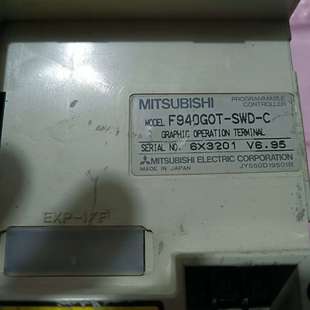 MITSUBISHI
PROGRAMMABLE
CONTROLLER
MODEL F940GOT-SWD-C
GRAPHIC OPERATION TERMINAL
SERIAL NO. 6X3201 V6.95
MITSUBISHI ELECTRIC CORPORATION
MADE IN JAPAN
EXP-I/F